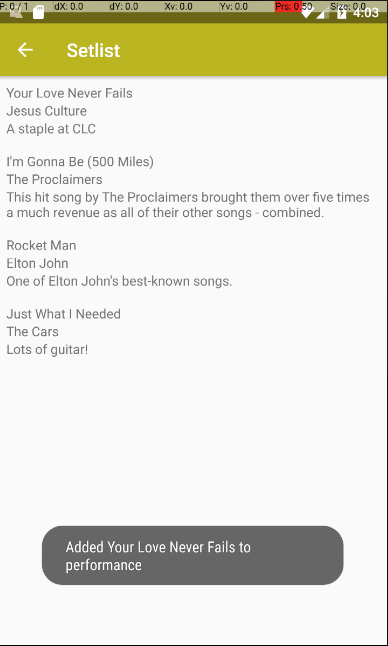 P: 0 / 1 dX: 0.0 dY: 0.0 Xv: 0.0 Yv: 0.0 Prs: 0.50 Size: 0.0
4:03
Setlist
Your Love Never Fails
Jesus Culture
A staple at CLC
I'm Gonna Be (500 Miles)
The Proclaimers
This hit song by The Proclaimers brought them over five times
a much revenue as all of their other songs - combined.
Rocket Man
Elton John
One of Elton John's best-known songs.
Just What I Needed
The Cars
Lots of guitar!
Added Your Love Never Fails to
performance